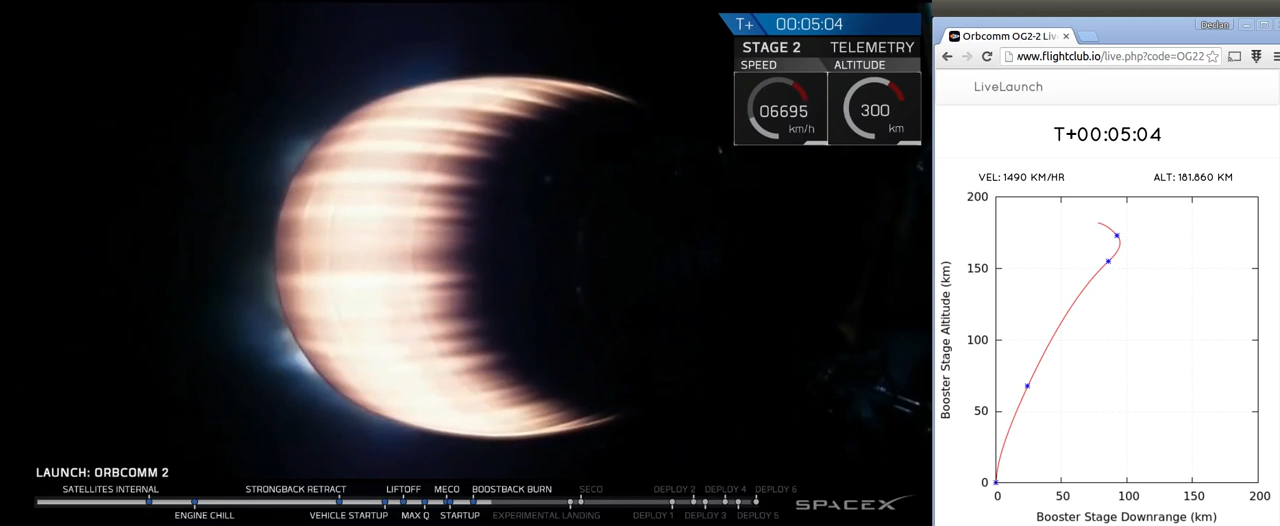 T+ 00:05:04
STAGE 2 TELEMETRY
SPEED ALTITUDE
06695 300
km/h km
LAUNCH: ORBCOMM 2
SATELLITES INTERNAL STRONGBACK RETRACT LIFTOFF MECO BOOSTBACK BURN SECO DEPLOY 2 DEPLOY 4 DEPLOY 6
ENGINE CHILL VEHICLE STARTUP MAX Q STARTUP EXPERIMENTAL LANDING DEPLOY 1 DEPLOY 3 DEPLOY 5
SPACEX
Declan
Orbcomm OG2-2 Liv
www.flightclub.io/live.php?code=OG22
LiveLaunch
T+00:05:04
VEL: 1490 KM/HR ALT: 181.860 KM
Booster Stage Altitude (km)
200
150
100
50
0
0 50 100 150 200
Booster Stage Downrange (km)